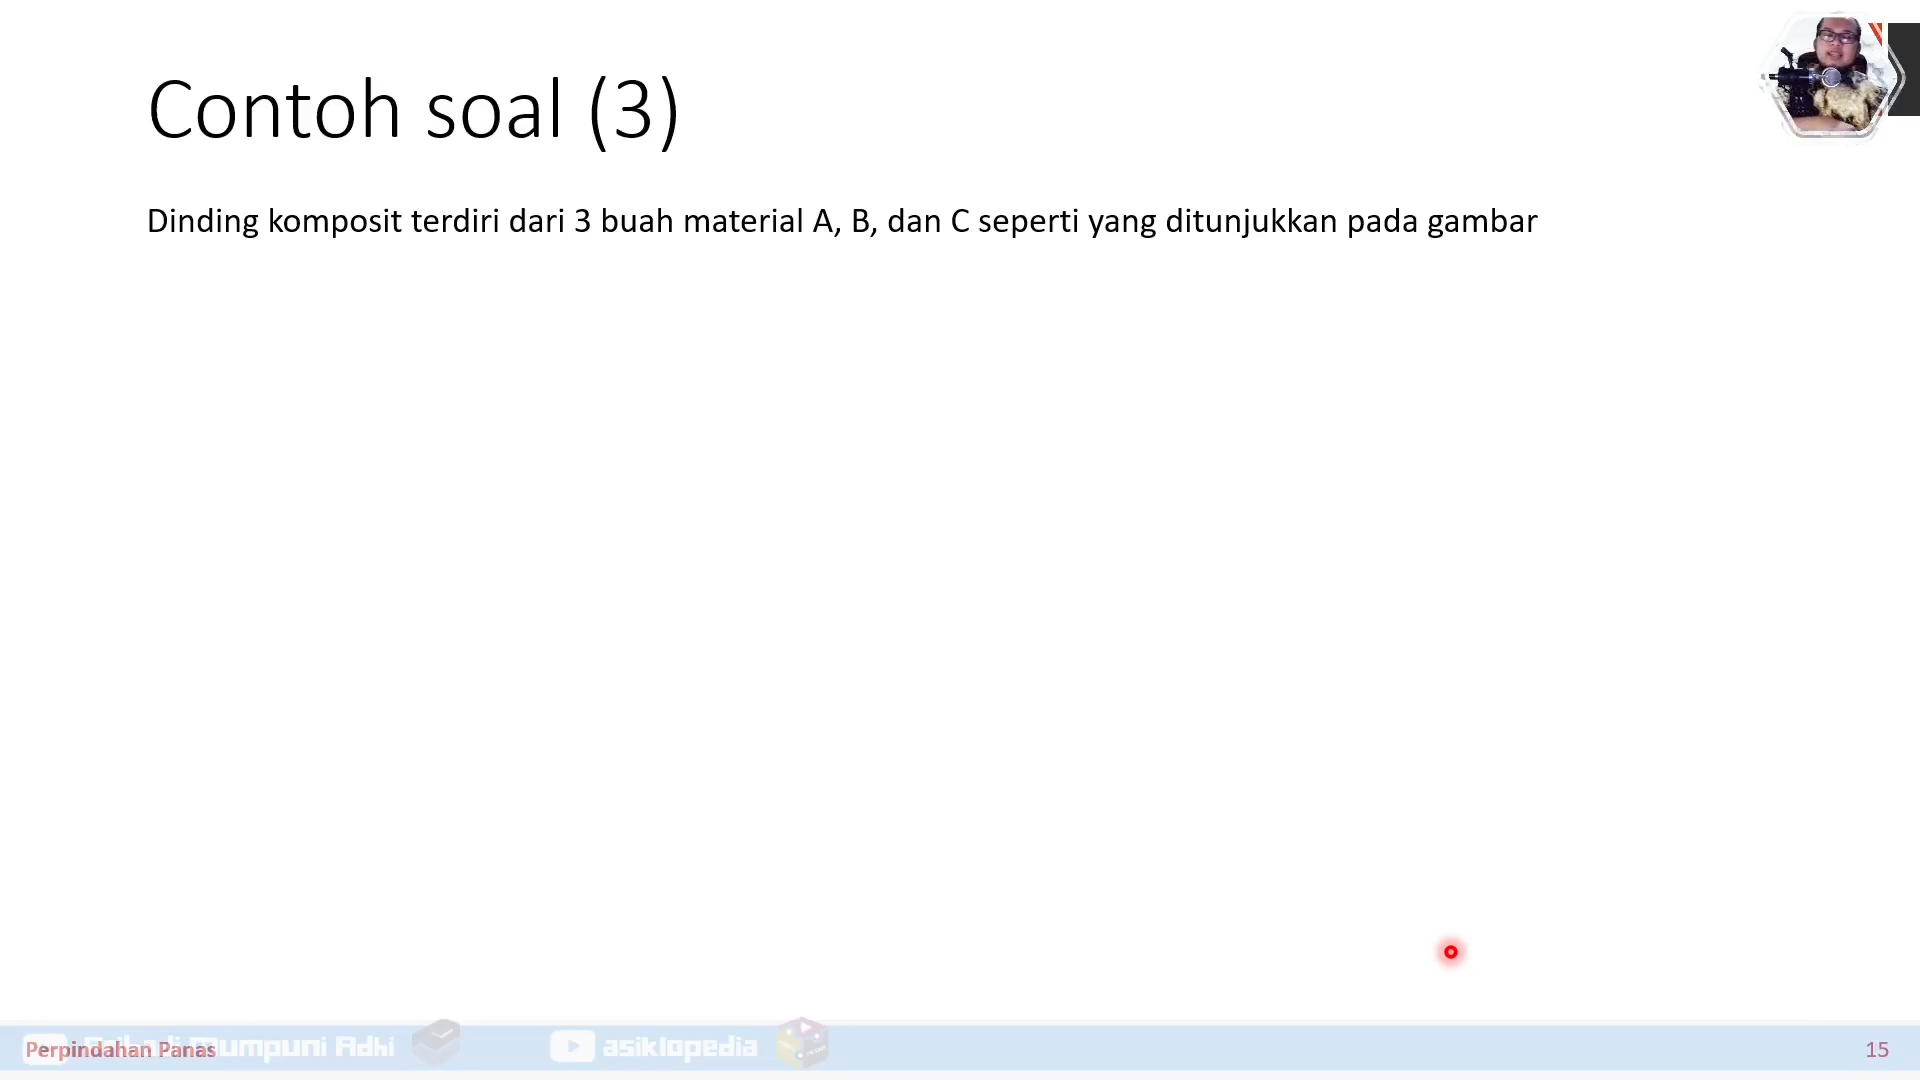 Contoh soal (3)
Dinding komposit terdiri dari 3 buah material A, B, dan C seperti yang ditunjukkan pada gambar
Perpindahan Panas
Mumpuni Adhi
asiklopedia
15